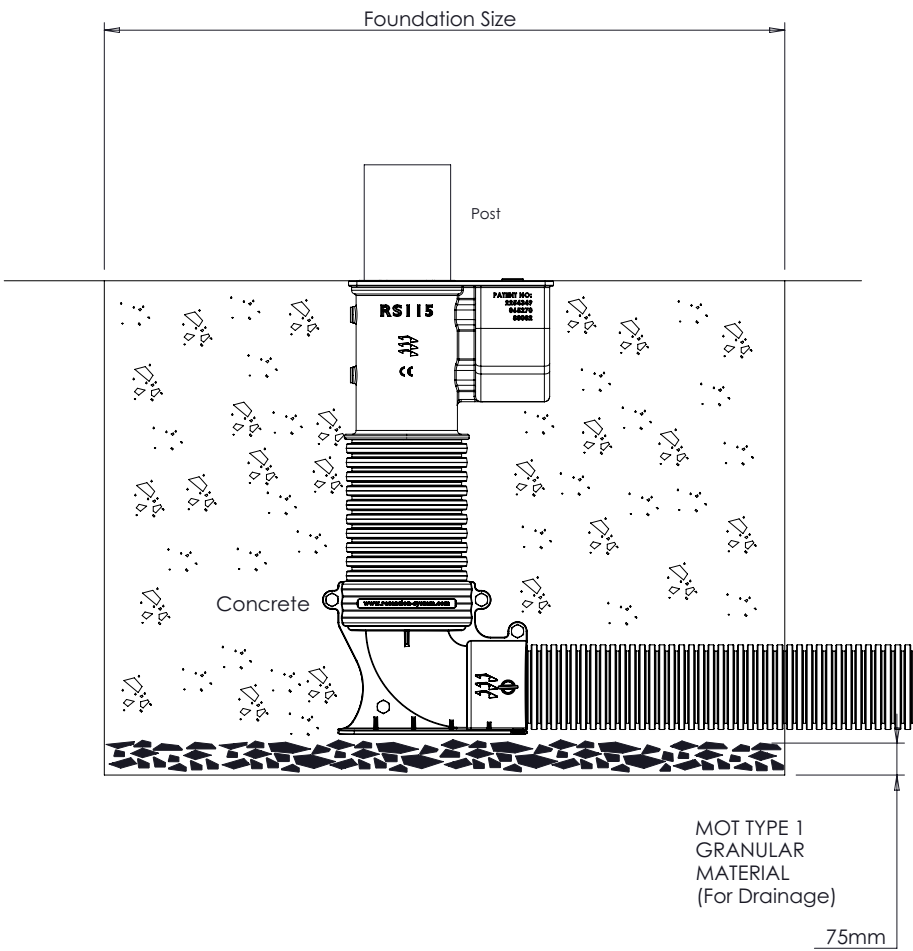 Foundation Size
Post
RS115
PATENT NO:
CE
Concrete
www.retention-system.com
MOT TYPE 1
GRANULAR
MATERIAL
(For Drainage)
75mm